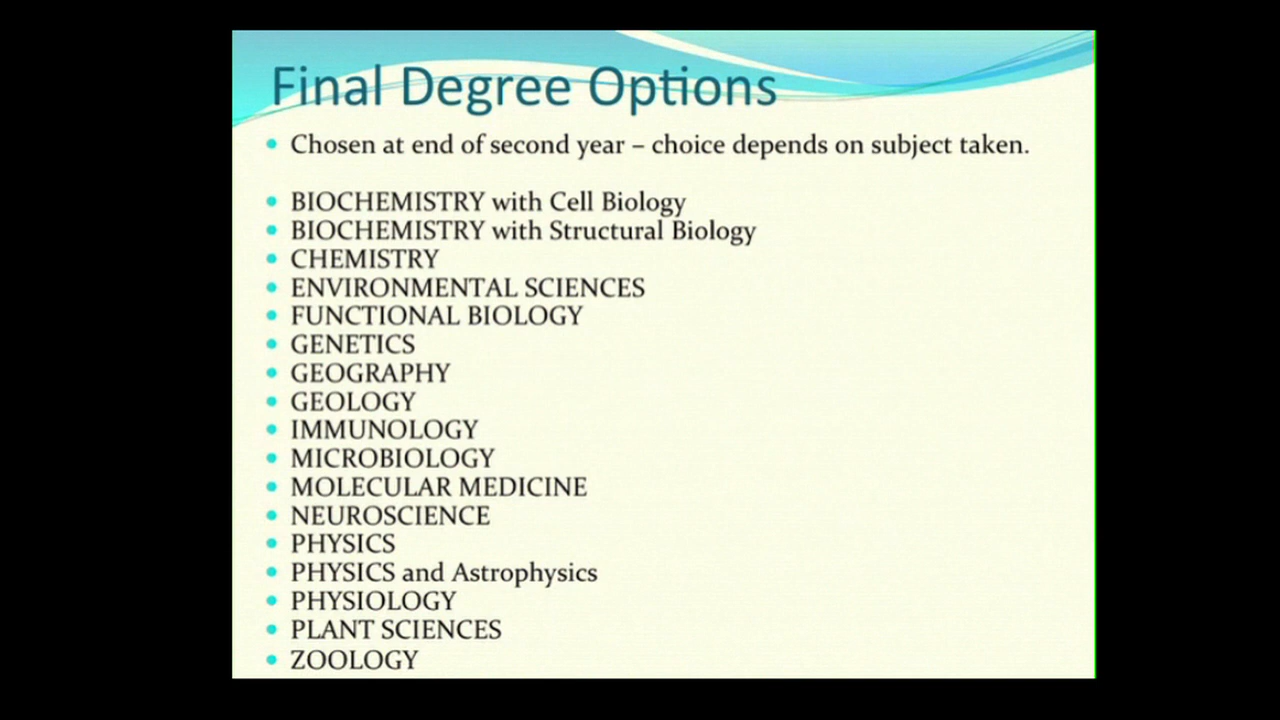 Final Degree Options
Chosen at end of second year – choice depends on subject taken.
BIOCHEMISTRY with Cell Biology
BIOCHEMISTRY with Structural Biology
CHEMISTRY
ENVIRONMENTAL SCIENCES
FUNCTIONAL BIOLOGY
GENETICS
GEOGRAPHY
GEOLOGY
IMMUNOLOGY
MICROBIOLOGY
MOLECULAR MEDICINE
NEUROSCIENCE
PHYSICS
PHYSICS and Astrophysics
PHYSIOLOGY
PLANT SCIENCES
ZOOLOGY